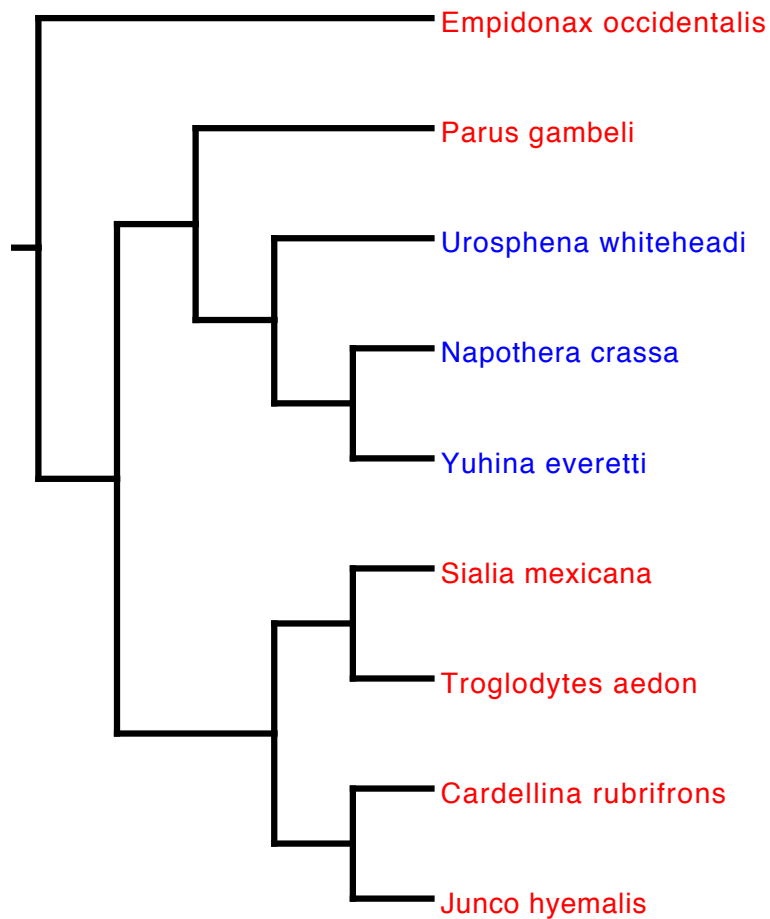 Empidonax occidentalis
Parus gambeli
Urosphena whiteheadi
Napothera crassa
Yuhina everetti
Sialia mexicana
Troglodytes aedon
Cardellina rubrifrons
Junco hyemalis